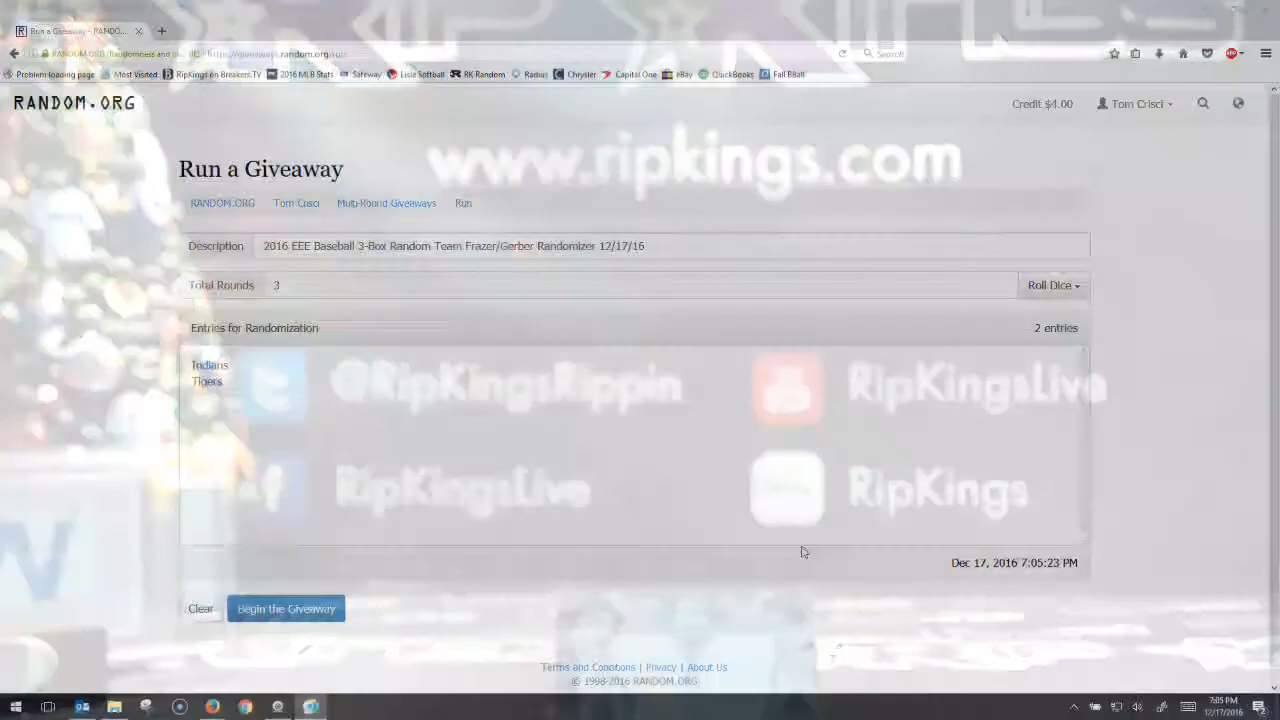 Run a Giveaway - RANDO...
https://giveaways.random.org
Search
Problem loading page Most Visited RipKings on Breakers.TV 2016 MLB Stats Safeway Lisle Softball RK Random Radius Chrysler Capital One eBay QuickBooks Fall BBall
RANDOM.ORG
Credit $4.00 Tom Crisci
www.ripkings.com
Run a Giveaway
RANDOM.ORG Tom Crisci Multi-Round Giveaways Run
Description 2016 EEE Baseball 3-Box Random Team Frazer/Gerber Randomizer 12/17/16
Total Rounds 3 Roll Dice
Entries for Randomization 2 entries
Indians
Tigers
@RipKingsRippin RipKingsLive
RipKingsLive RipKings
W
Dec 17, 2016 7:05:23 PM
Clear Begin the Giveaway
Terms and Conditions | Privacy | About Us
© 1998-2016 RANDOM.ORG
7:05 PM
12/17/2016